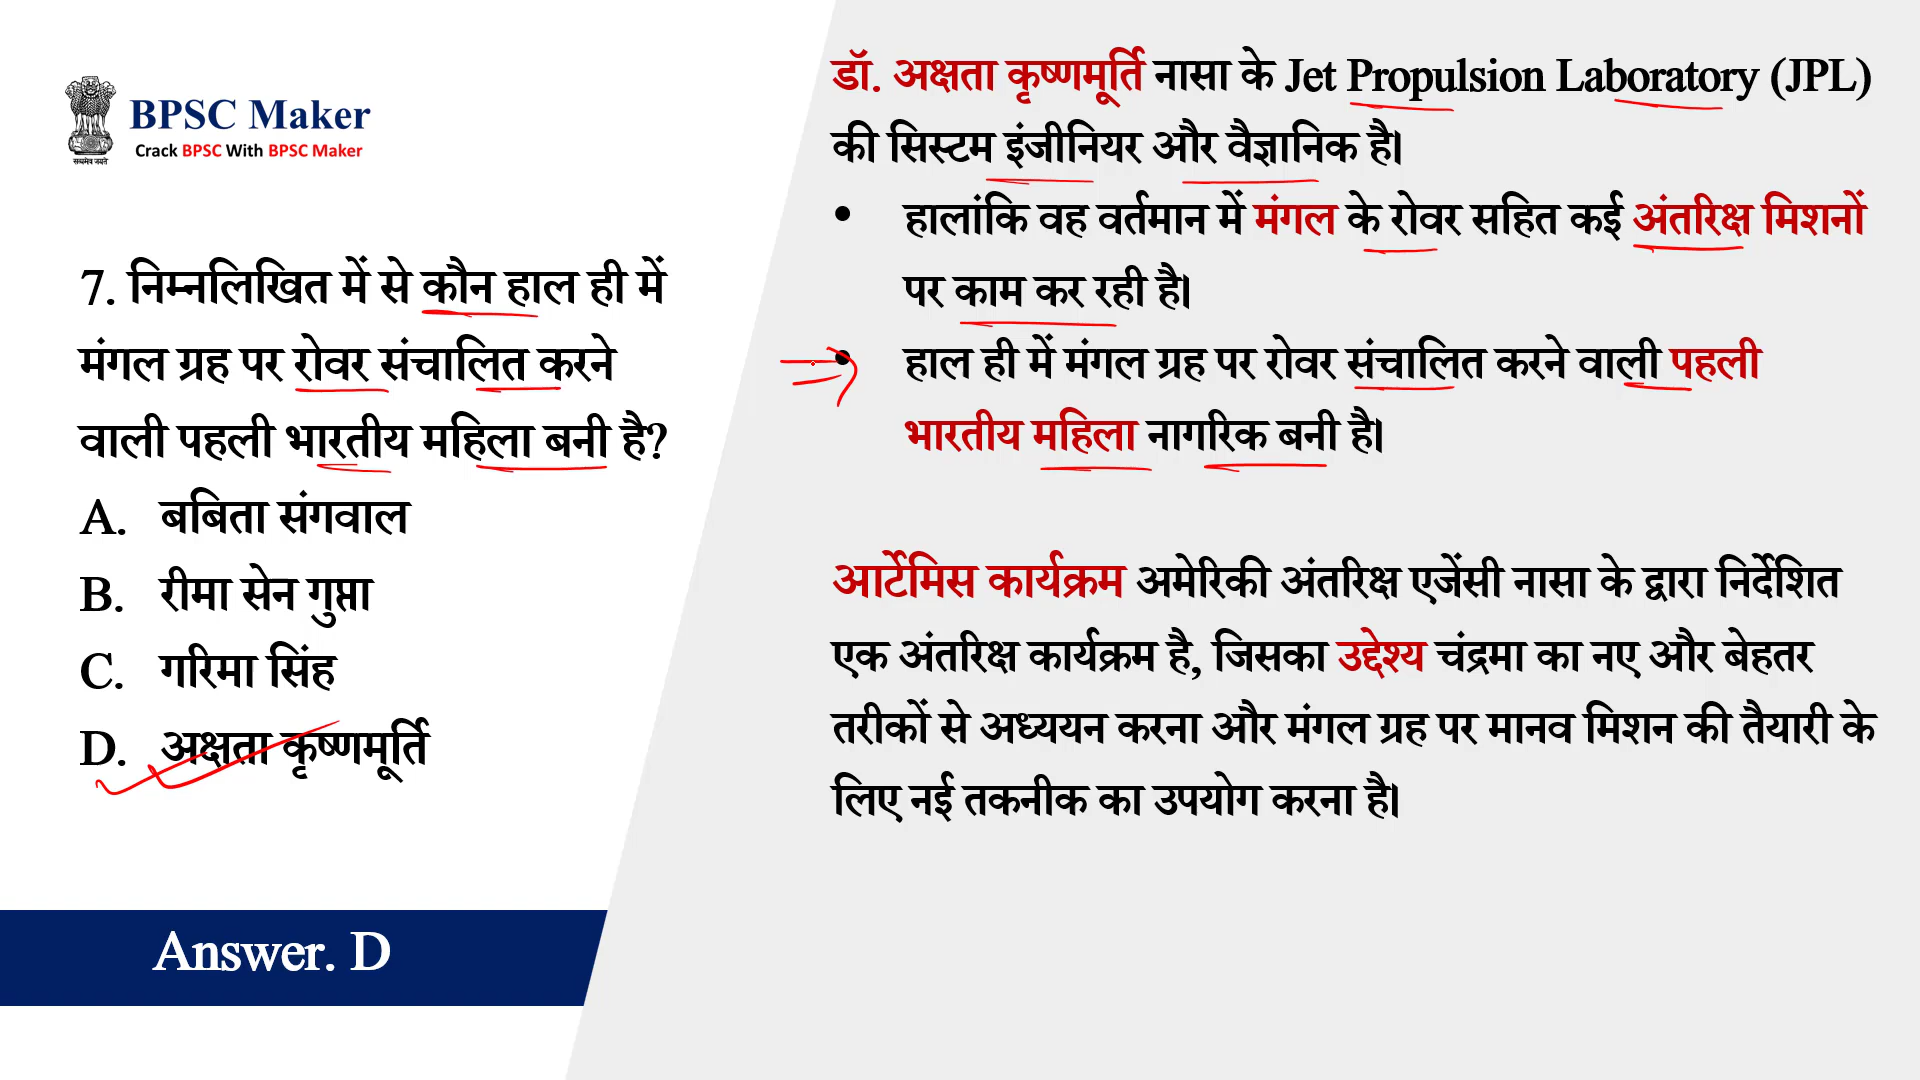 BPSC Maker
Crack BPSC With BPSC Maker
सत्यमेव जयते
7. निम्नलिखित में से कौन हाल ही में
मंगल ग्रह पर रोवर संचालित करने
वाली पहली भारतीय महिला बनी है?
A. बबिता संगवाल
B. रीमा सेन गुप्ता
C. गरिमा सिंह
D. अक्षता कृष्णमूर्ति
Answer. D
डॉ. अक्षता कृष्णमूर्ति नासा के Jet Propulsion Laboratory (JPL)
की सिस्टम इंजीनियर और वैज्ञानिक है।
• हालांकि वह वर्तमान में मंगल के रोवर सहित कई अंतरिक्ष मिशनों
पर काम कर रही है।
• हाल ही में मंगल ग्रह पर रोवर संचालित करने वाली पहली
भारतीय महिला नागरिक बनी है।
आर्टेमिस कार्यक्रम अमेरिकी अंतरिक्ष एजेंसी नासा के द्वारा निर्देशित
एक अंतरिक्ष कार्यक्रम है, जिसका उद्देश्य चंद्रमा का नए और बेहतर
तरीकों से अध्ययन करना और मंगल ग्रह पर मानव मिशन की तैयारी के
लिए नई तकनीक का उपयोग करना है।